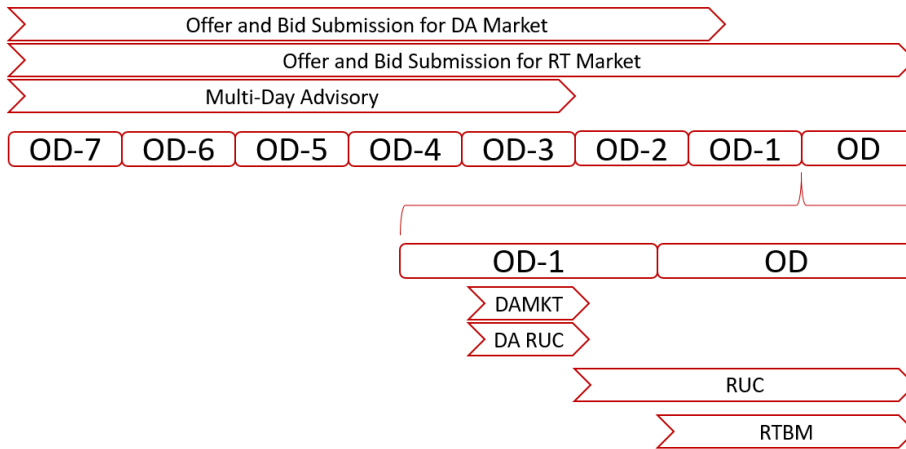 Offer and Bid Submission for DA Market
Offer and Bid Submission for RT Market
Multi-Day Advisory
OD-7 OD-6 OD-5 OD-4 OD-3 OD-2 OD-1 OD
OD-1 OD
DAMKT
DA RUC
RUC
RTBM